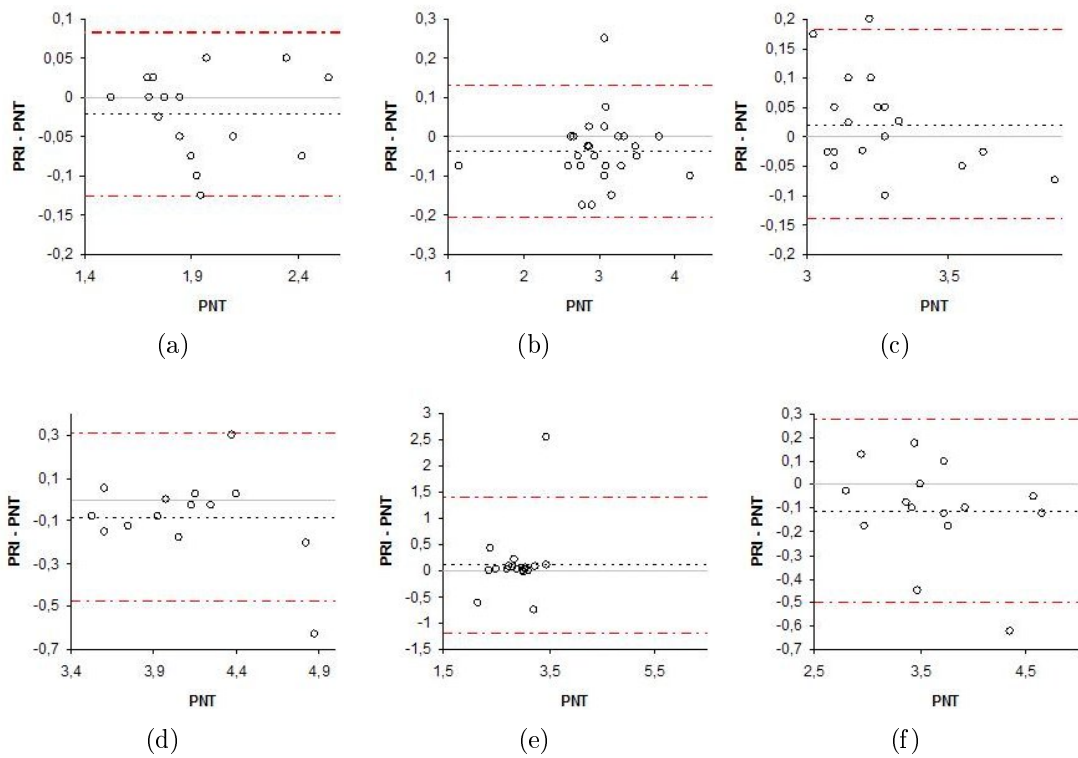 0,1
0,05
0
-0,05
-0,1
-0,15
-0,2
PRI - PNT
1,4 1,9 2,4
PNT
(a)
0,3
0,2
0,1
0
-0,1
-0,2
-0,3
PRI - PNT
1 2 3 4
PNT
(b)
0,2
0,15
0,1
0,05
0
-0,05
-0,1
-0,15
-0,2
PRI - PNT
3 3,5
PNT
(c)
0,3
0,1
-0,1
-0,3
-0,5
-0,7
PRI - PNT
3,4 3,9 4,4 4,9
PNT
(d)
3
2,5
2
1,5
1
0,5
0
-0,5
-1
-1,5
PRI - PNT
1,5 3,5 5,5
PNT
(e)
0,3
0,2
0,1
0
-0,1
-0,2
-0,3
-0,4
-0,5
-0,6
-0,7
PRI - PNT
2,5 3,5 4,5
PNT
(f)